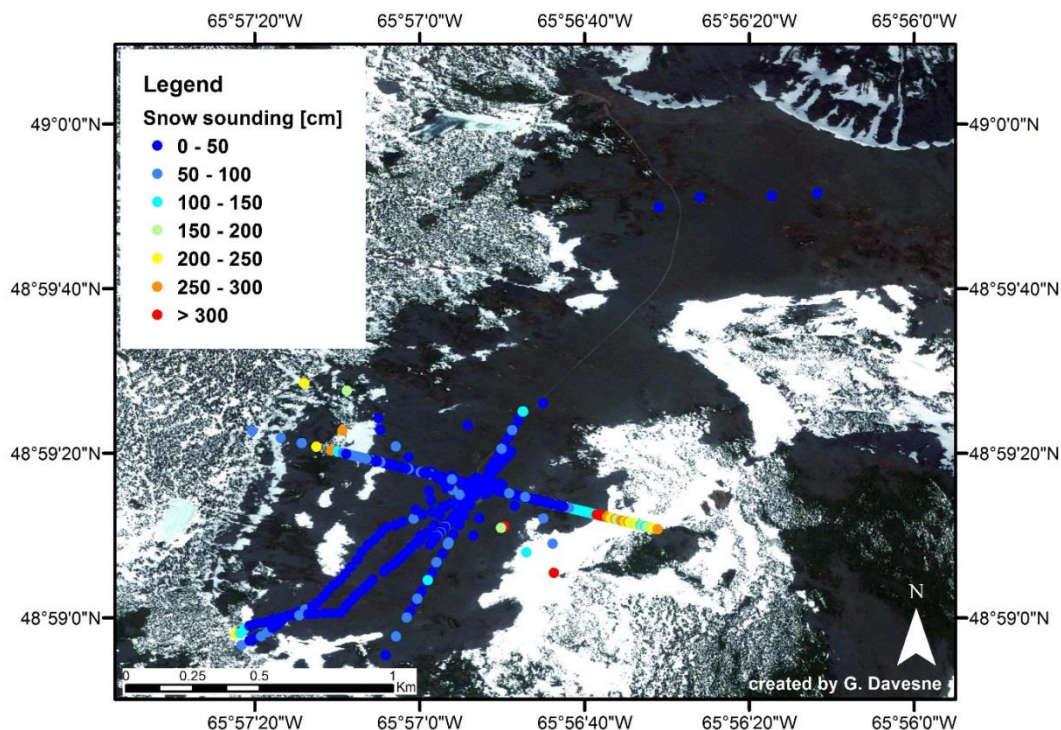 65°57'20"W 65°57'0"W 65°56'40"W 65°56'20"W 65°56'0"W
Legend
Snow sounding [cm]
0 - 50
50 - 100
100 - 150
150 - 200
200 - 250
250 - 300
> 300
49°0'0"N 49°0'0"N
48°59'40"N 48°59'40"N
48°59'20"N 48°59'20"N
48°59'0"N 48°59'0"N
N
0 0.25 0.5 1
Km
created by G. Davesne
65°57'20"W 65°57'0"W 65°56'40"W 65°56'20"W 65°56'0"W